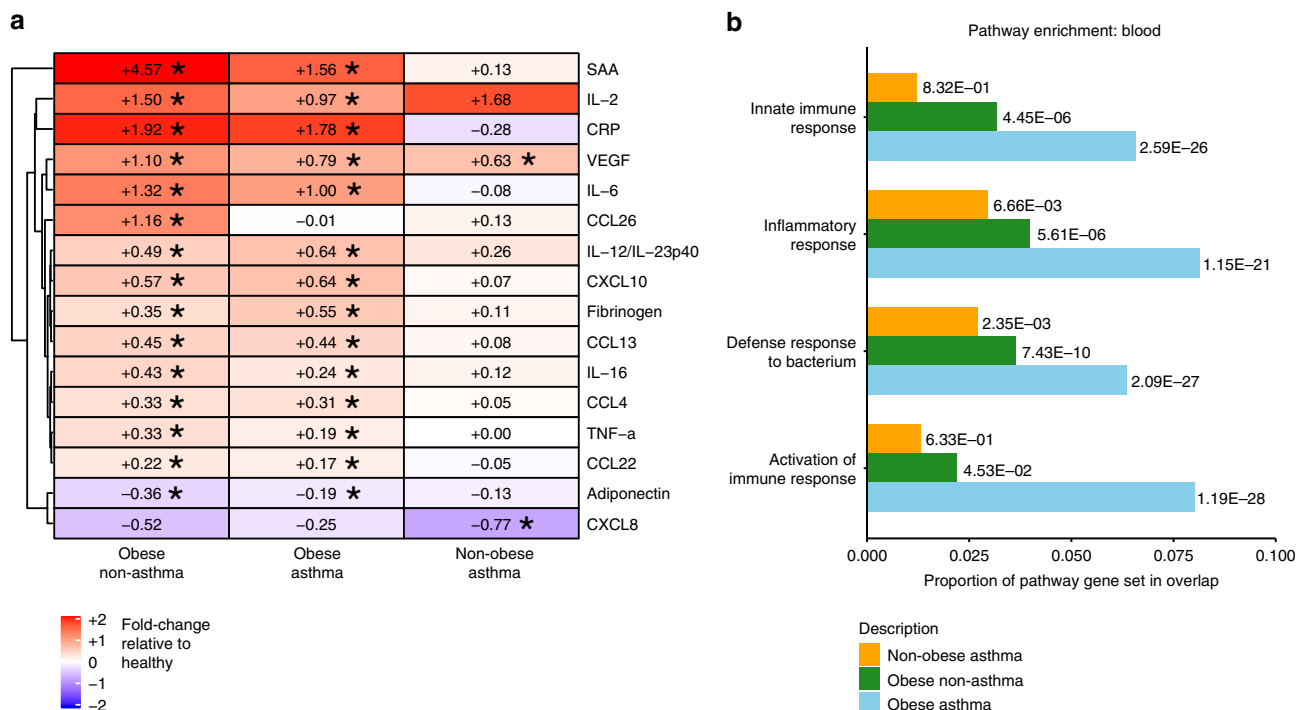 a
+4.57 * +1.56 * +0.13 SAA
+1.50 * +0.97 * +1.68 IL−2
+1.92 * +1.78 * −0.28 CRP
+1.10 * +0.79 * +0.63 * VEGF
+1.32 * +1.00 * −0.08 IL−6
+1.16 * −0.01 +0.13 CCL26
+0.49 * +0.64 * +0.26 IL−12/IL−23p40
+0.57 * +0.64 * +0.07 CXCL10
+0.35 * +0.55 * +0.11 Fibrinogen
+0.45 * +0.44 * +0.08 CCL13
+0.43 * +0.24 * +0.12 IL−16
+0.33 * +0.31 * +0.05 CCL4
+0.33 * +0.19 * +0.00 TNF−a
+0.22 * +0.17 * −0.05 CCL22
−0.36 * −0.19 * −0.13 Adiponectin
−0.52 −0.25 −0.77 * CXCL8
Obese
non−asthma
Obese
asthma
Non−obese
asthma
+2
+1
0
−1
−2
Fold−change
relative to
healthy
b
Pathway enrichment: blood
Innate immune
response
8.32E−01
4.45E−06
2.59E−26
Inflammatory
response
6.66E−03
5.61E−06
1.15E−21
Defense response
to bacterium
2.35E−03
7.43E−10
2.09E−27
Activation of
immune response
6.33E−01
4.53E−02
1.19E−28
0.000 0.025 0.050 0.075 0.100
Proportion of pathway gene set in overlap
Description
Non−obese asthma
Obese non−asthma
Obese asthma